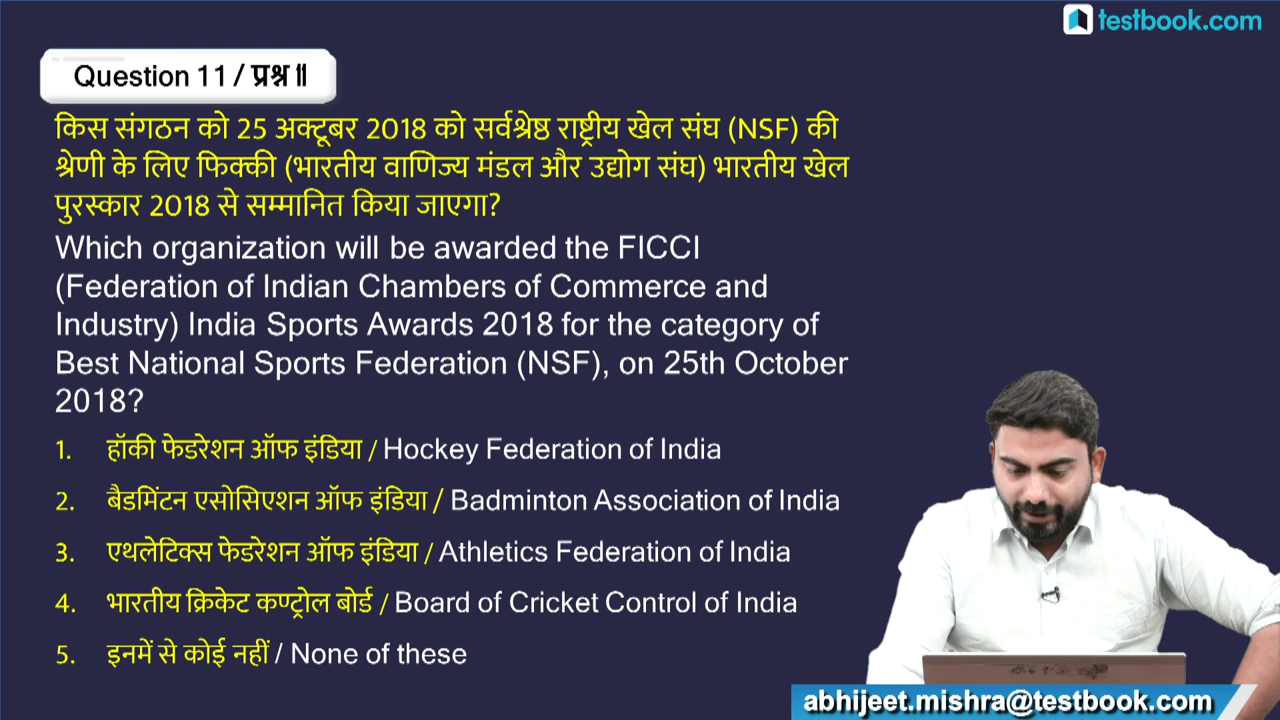 testbook.com
Question 11 / प्रश्न 11
किस संगठन को 25 अक्टूबर 2018 को सर्वश्रेष्ठ राष्ट्रीय खेल संघ (NSF) की
श्रेणी के लिए फिक्की (भारतीय वाणिज्य मंडल और उद्योग संघ) भारतीय खेल
पुरस्कार 2018 से सम्मानित किया जाएगा?
Which organization will be awarded the FICCI
(Federation of Indian Chambers of Commerce and
Industry) India Sports Awards 2018 for the category of
Best National Sports Federation (NSF), on 25th October
2018?
1. हॉकी फेडरेशन ऑफ इंडिया / Hockey Federation of India
2. बैडमिंटन एसोसिएशन ऑफ इंडिया / Badminton Association of India
3. एथलेटिक्स फेडरेशन ऑफ इंडिया / Athletics Federation of India
4. भारतीय क्रिकेट कण्ट्रोल बोर्ड / Board of Cricket Control of India
5. इनमें से कोई नहीं / None of these
abhijeet.mishra@testbook.com